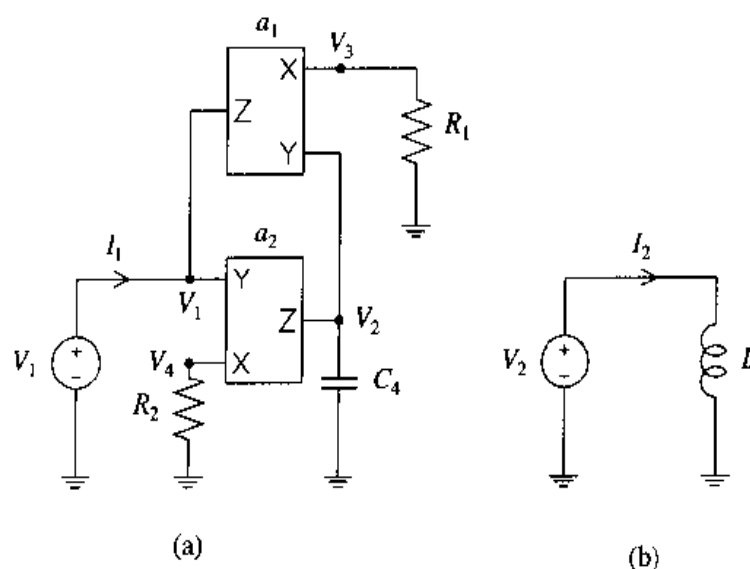 a1
V3
X
Z
R1
Y
I1
a2
I2
Y
V1
Z
V2
V1
+
−
V4
X
V2
+
−
R2
C4
L
(a)
(b)